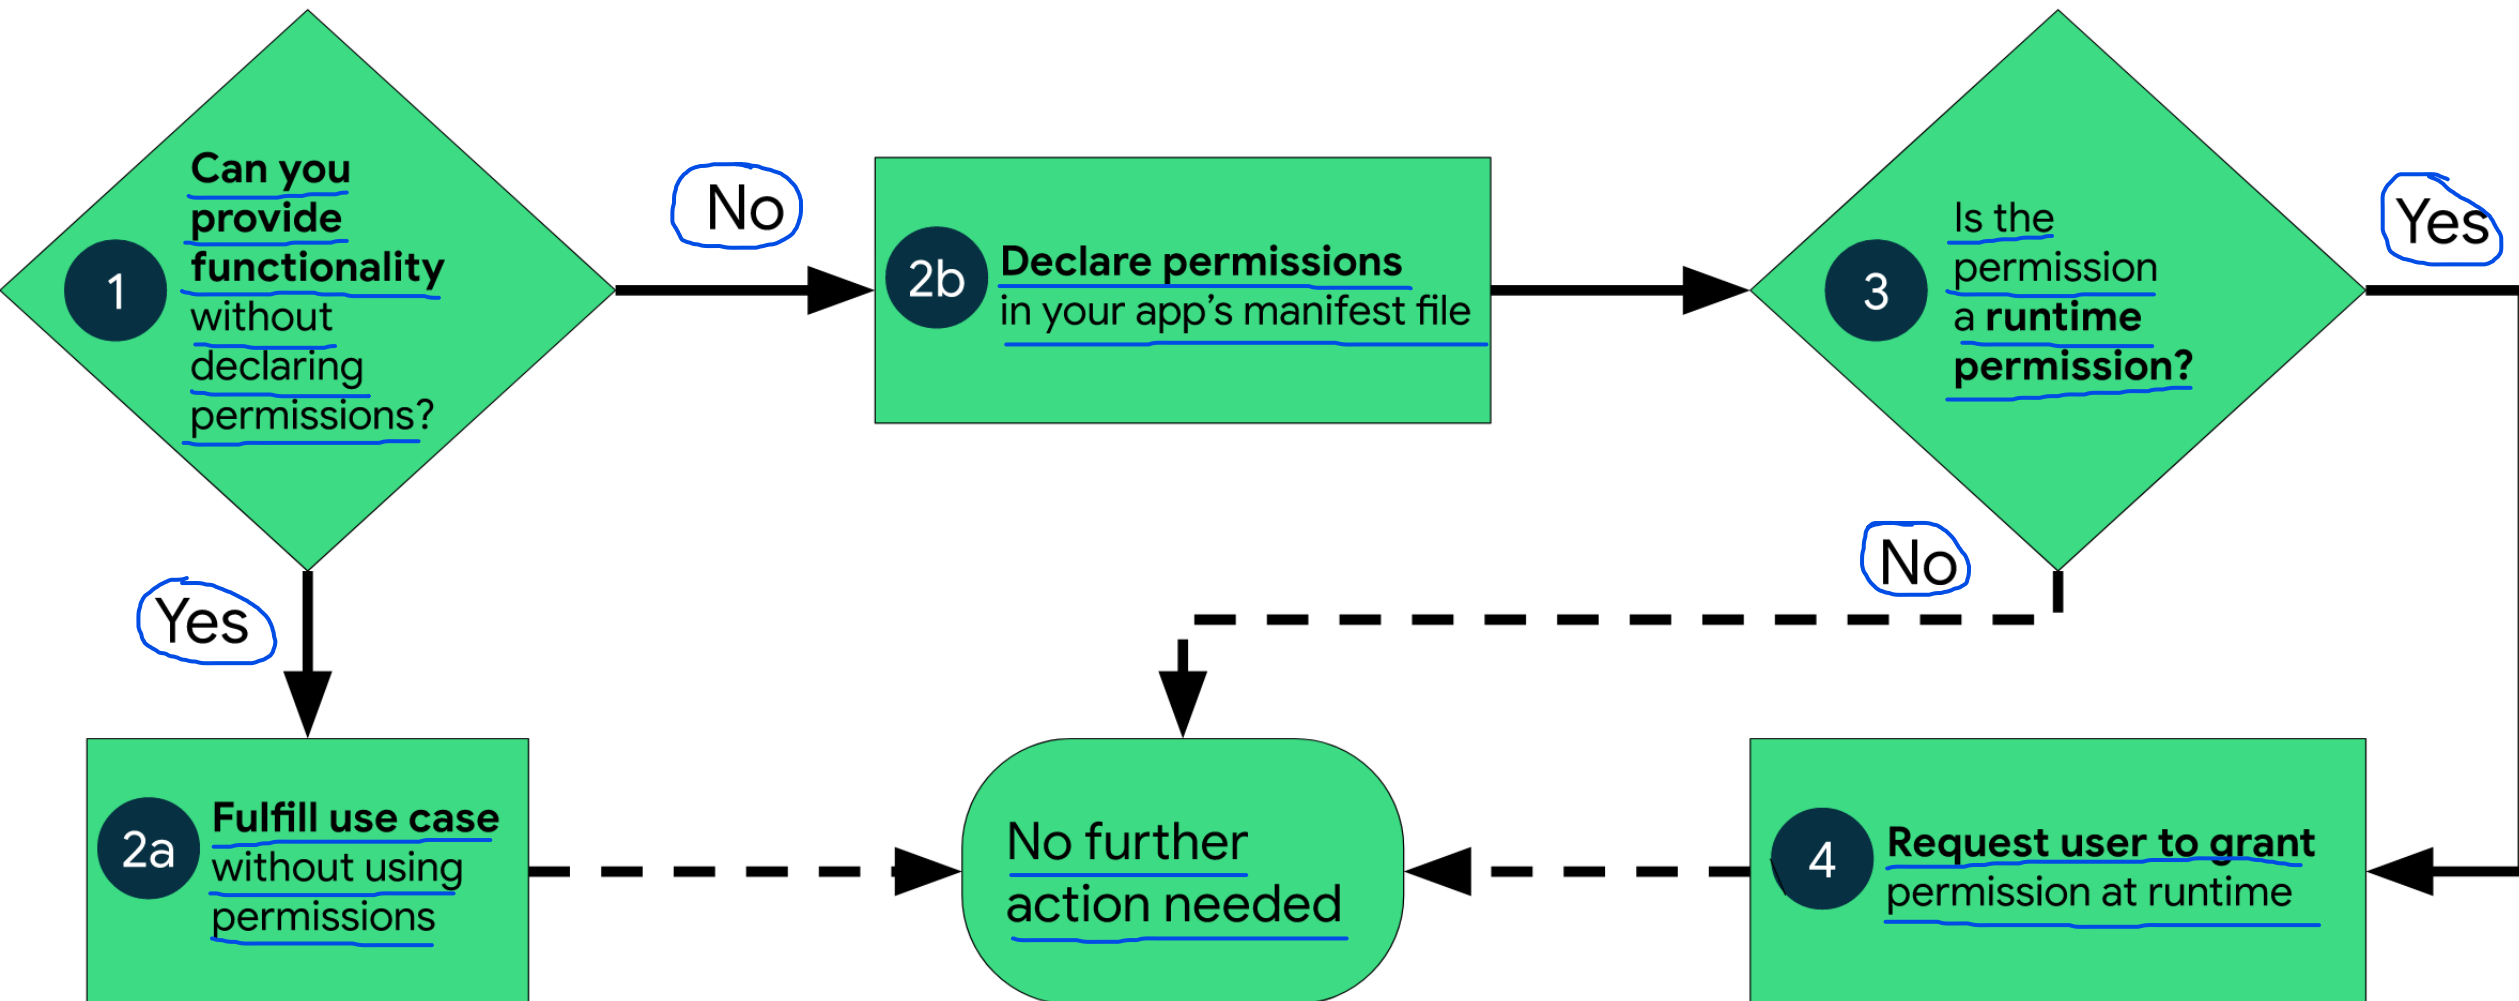 1
Can you
provide
functionality
without
declaring
permissions?
No
2b
Declare permissions
in your app's manifest file
3
Is the
permission
a runtime
permission?
Yes
Yes
No
2a
Fulfill use case
without using
permissions
No further
action needed
4
Request user to grant
permission at runtime